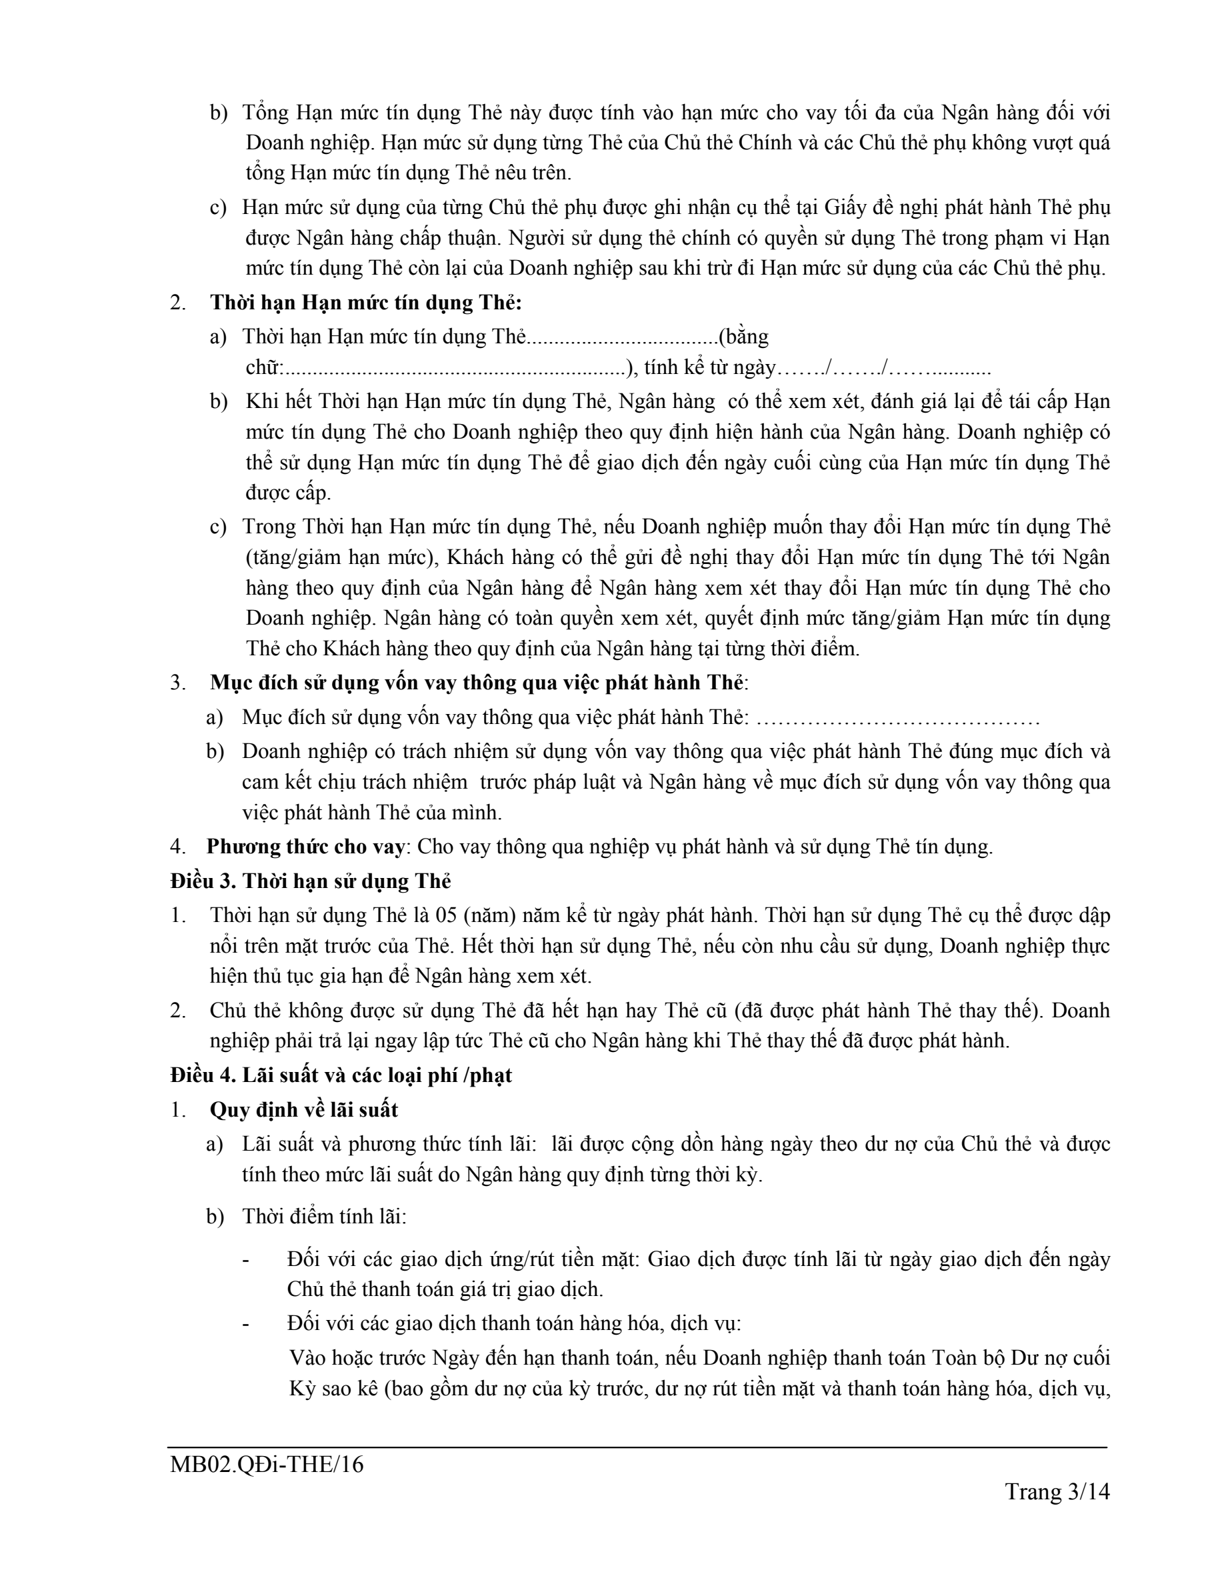 b) Tổng Hạn mức tín dụng Thẻ này được tính vào hạn mức cho vay tối đa của Ngân hàng đối với
Doanh nghiệp. Hạn mức sử dụng từng Thẻ của Chủ thẻ Chính và các Chủ thẻ phụ không vượt quá
tổng Hạn mức tín dụng Thẻ nêu trên.
c) Hạn mức sử dụng của từng Chủ thẻ phụ được ghi nhận cụ thể tại Giấy đề nghị phát hành Thẻ phụ
được Ngân hàng chấp thuận. Người sử dụng thẻ chính có quyền sử dụng Thẻ trong phạm vi Hạn
mức tín dụng Thẻ còn lại của Doanh nghiệp sau khi trừ đi Hạn mức sử dụng của các Chủ thẻ phụ.
2. Thời hạn Hạn mức tín dụng Thẻ:
a) Thời hạn Hạn mức tín dụng Thẻ...................................(bằng
chữ:..............................................................), tính kể từ ngày……./……./……...........
b) Khi hết Thời hạn Hạn mức tín dụng Thẻ, Ngân hàng có thể xem xét, đánh giá lại để tái cấp Hạn
mức tín dụng Thẻ cho Doanh nghiệp theo quy định hiện hành của Ngân hàng. Doanh nghiệp có
thể sử dụng Hạn mức tín dụng Thẻ để giao dịch đến ngày cuối cùng của Hạn mức tín dụng Thẻ
được cấp.
c) Trong Thời hạn Hạn mức tín dụng Thẻ, nếu Doanh nghiệp muốn thay đổi Hạn mức tín dụng Thẻ
(tăng/giảm hạn mức), Khách hàng có thể gửi đề nghị thay đổi Hạn mức tín dụng Thẻ tới Ngân
hàng theo quy định của Ngân hàng để Ngân hàng xem xét thay đổi Hạn mức tín dụng Thẻ cho
Doanh nghiệp. Ngân hàng có toàn quyền xem xét, quyết định mức tăng/giảm Hạn mức tín dụng
Thẻ cho Khách hàng theo quy định của Ngân hàng tại từng thời điểm.
3. Mục đích sử dụng vốn vay thông qua việc phát hành Thẻ:
a) Mục đích sử dụng vốn vay thông qua việc phát hành Thẻ: …………………………………
b) Doanh nghiệp có trách nhiệm sử dụng vốn vay thông qua việc phát hành Thẻ đúng mục đích và
cam kết chịu trách nhiệm trước pháp luật và Ngân hàng về mục đích sử dụng vốn vay thông qua
việc phát hành Thẻ của mình.
4. Phương thức cho vay: Cho vay thông qua nghiệp vụ phát hành và sử dụng Thẻ tín dụng.
Điều 3. Thời hạn sử dụng Thẻ
1. Thời hạn sử dụng Thẻ là 05 (năm) năm kể từ ngày phát hành. Thời hạn sử dụng Thẻ cụ thể được dập
nổi trên mặt trước của Thẻ. Hết thời hạn sử dụng Thẻ, nếu còn nhu cầu sử dụng, Doanh nghiệp thực
hiện thủ tục gia hạn để Ngân hàng xem xét.
2. Chủ thẻ không được sử dụng Thẻ đã hết hạn hay Thẻ cũ (đã được phát hành Thẻ thay thế). Doanh
nghiệp phải trả lại ngay lập tức Thẻ cũ cho Ngân hàng khi Thẻ thay thế đã được phát hành.
Điều 4. Lãi suất và các loại phí /phạt
1. Quy định về lãi suất
a) Lãi suất và phương thức tính lãi: lãi được cộng dồn hàng ngày theo dư nợ của Chủ thẻ và được
tính theo mức lãi suất do Ngân hàng quy định từng thời kỳ.
b) Thời điểm tính lãi:
- Đối với các giao dịch ứng/rút tiền mặt: Giao dịch được tính lãi từ ngày giao dịch đến ngày
Chủ thẻ thanh toán giá trị giao dịch.
- Đối với các giao dịch thanh toán hàng hóa, dịch vụ:
Vào hoặc trước Ngày đến hạn thanh toán, nếu Doanh nghiệp thanh toán Toàn bộ Dư nợ cuối
Kỳ sao kê (bao gồm dư nợ của kỳ trước, dư nợ rút tiền mặt và thanh toán hàng hóa, dịch vụ,
MB02.QĐi-THE/16
Trang 3/14